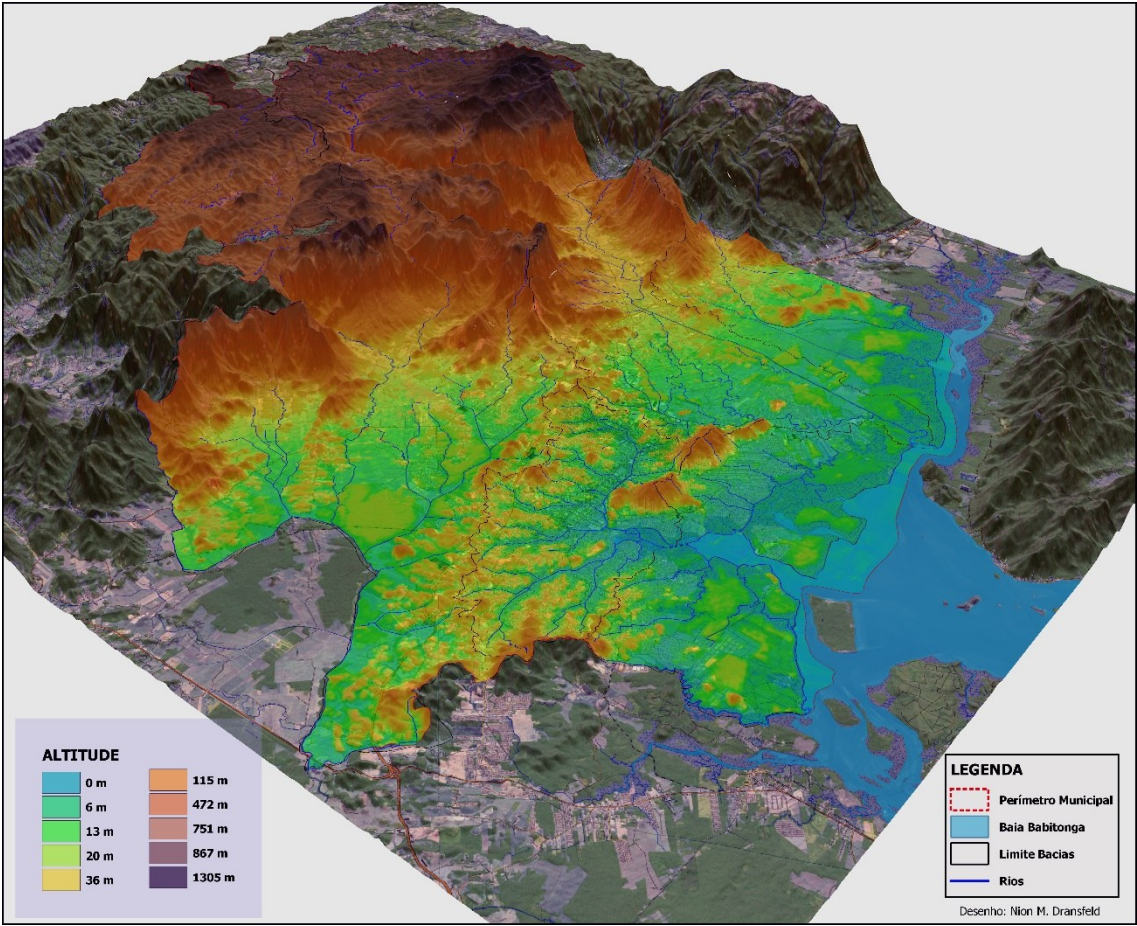 ALTITUDE
0 m
6 m
13 m
20 m
36 m
115 m
472 m
751 m
867 m
1305 m
LEGENDA
Perímetro Municipal
Baia Babitonga
Limite Bacias
Rios
Desenho: Nion M. Dransfeld